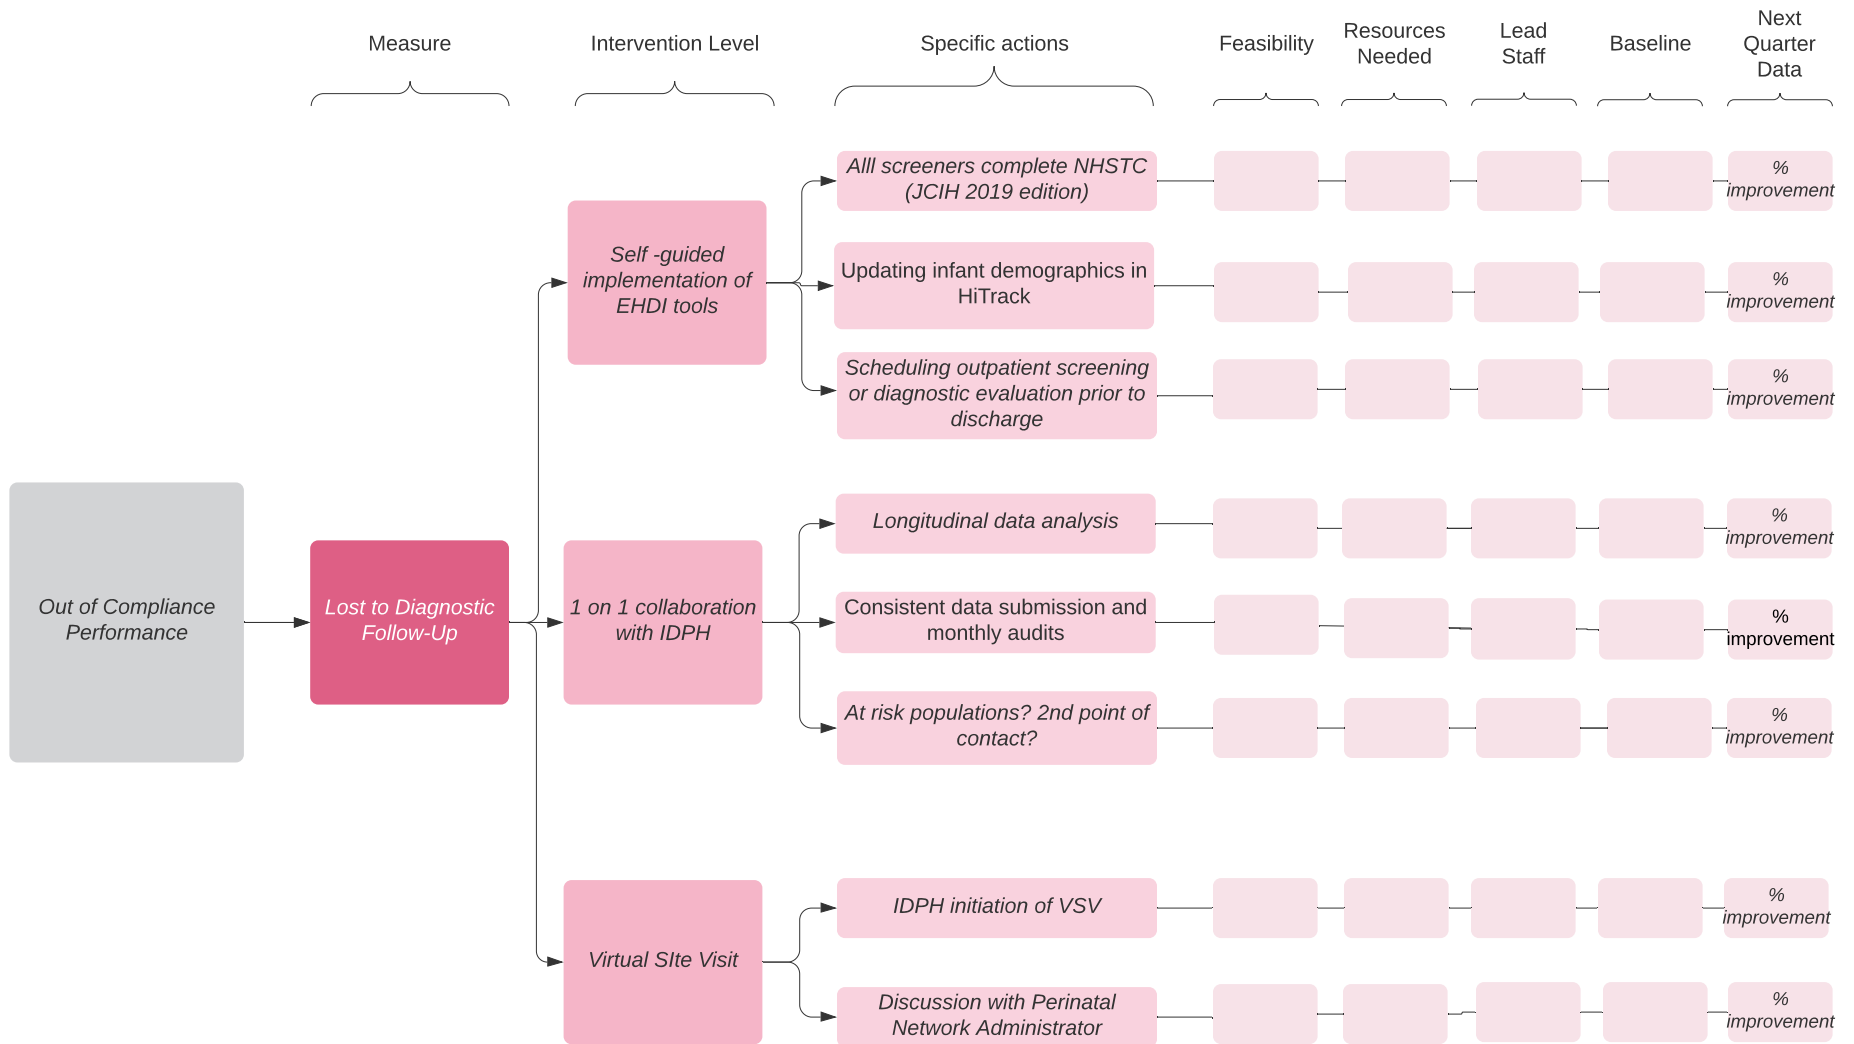 Measure
Intervention Level
Specific actions
Feasibility
Resources
Needed
Lead
Staff
Baseline
Next
Quarter
Data
Out of Compliance
Performance
Lost to Diagnostic
Follow-Up
Self -guided
implementation of
EHDI tools
Alll screeners complete NHSTC
(JCIH 2019 edition)
%
improvement
Updating infant demographics in
HiTrack
%
improvement
Scheduling outpatient screening
or diagnostic evaluation prior to
discharge
%
improvement
1 on 1 collaboration
with IDPH
Longitudinal data analysis
%
improvement
Consistent data submission and
monthly audits
%
improvement
At risk populations? 2nd point of
contact?
%
improvement
Virtual SIte Visit
IDPH initiation of VSV
%
improvement
Discussion with Perinatal
Network Administrator
%
improvement